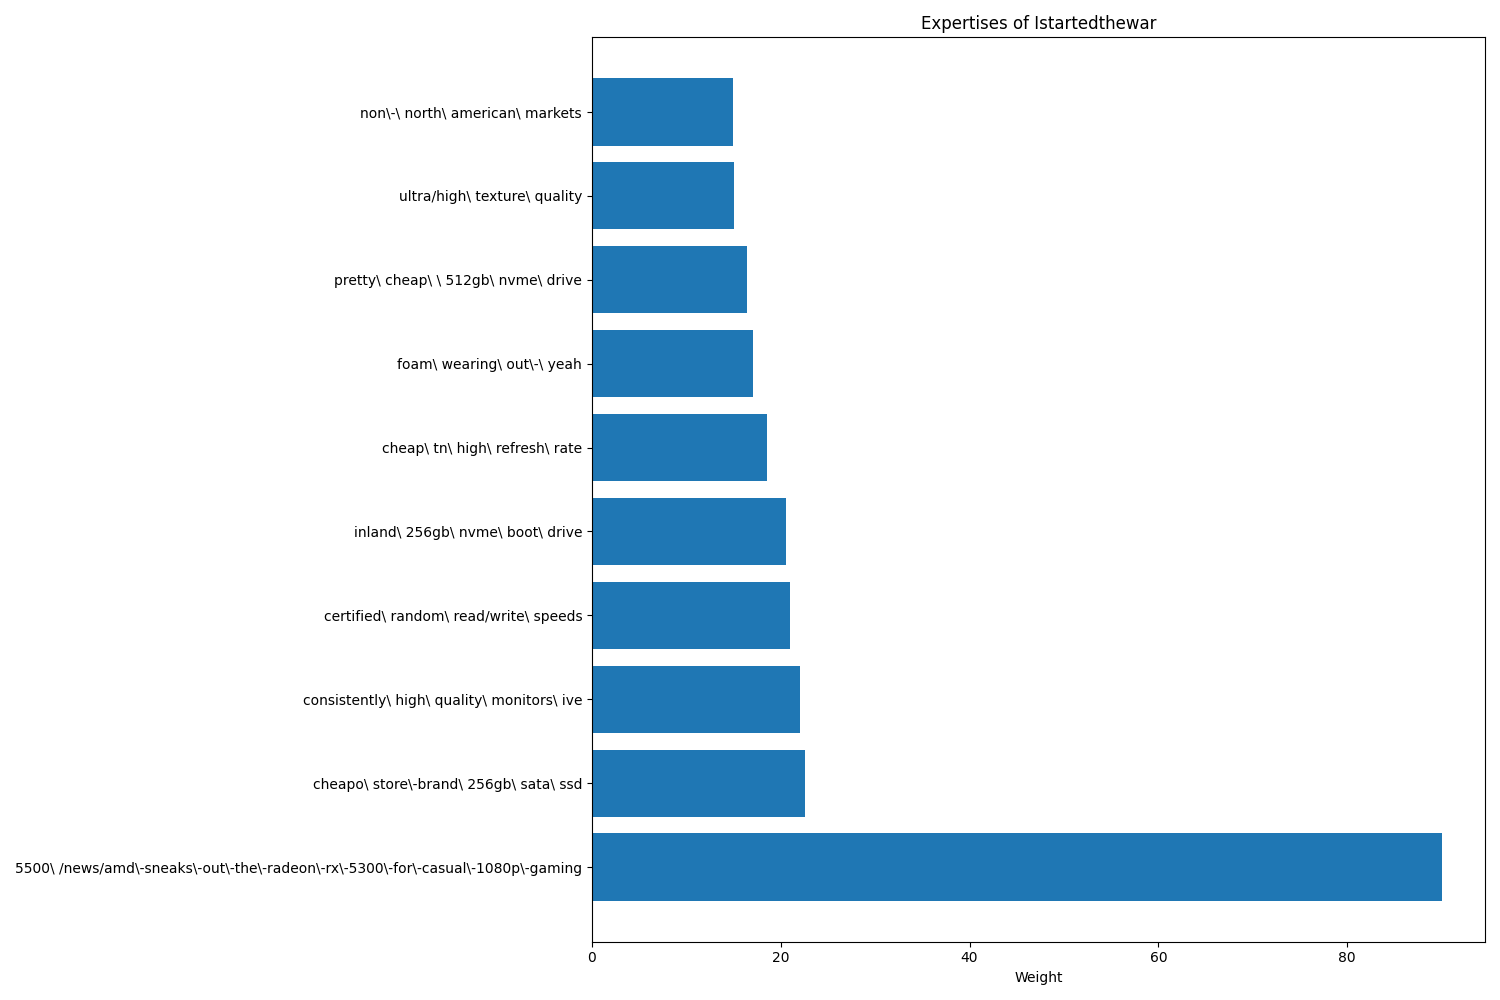 Expertises of Istartedthewar
non\-\ north\ american\ markets
ultra/high\ texture\ quality
pretty\ cheap\ \ 512gb\ nvme\ drive
foam\ wearing\ out\-\ yeah
cheap\ tn\ high\ refresh\ rate
inland\ 256gb\ nvme\ boot\ drive
certified\ random\ read/write\ speeds
consistently\ high\ quality\ monitors\ ive
cheapo\ store\-brand\ 256gb\ sata\ ssd
5500\ /news/amd\-sneaks\-out\-the\-radeon\-rx\-5300\-for\-casual\-1080p\-gaming
0 20 40 60 80
Weight